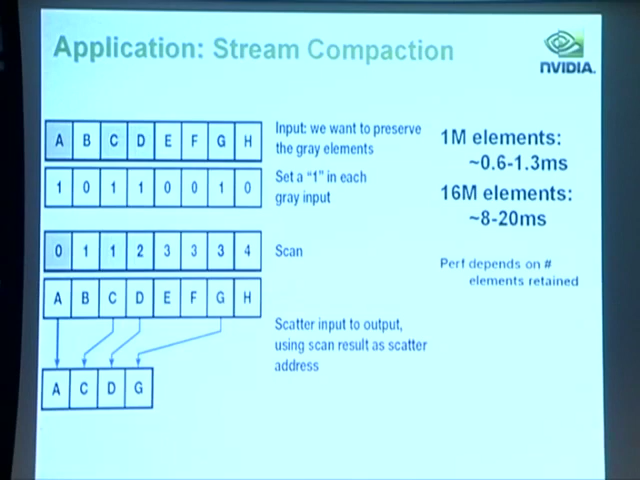 Application: Stream Compaction
NVIDIA.
A B C D E F G H
Input: we want to preserve
the gray elements
1 0 1 1 0 0 1 0
Set a "1" in each
gray input
0 1 1 2 3 3 3 4
Scan
A B C D E F G H
Scatter input to output,
using scan result as scatter
address
A C D G
1M elements:
~0.6-1.3ms
16M elements:
~8-20ms
Perf depends on #
elements retained